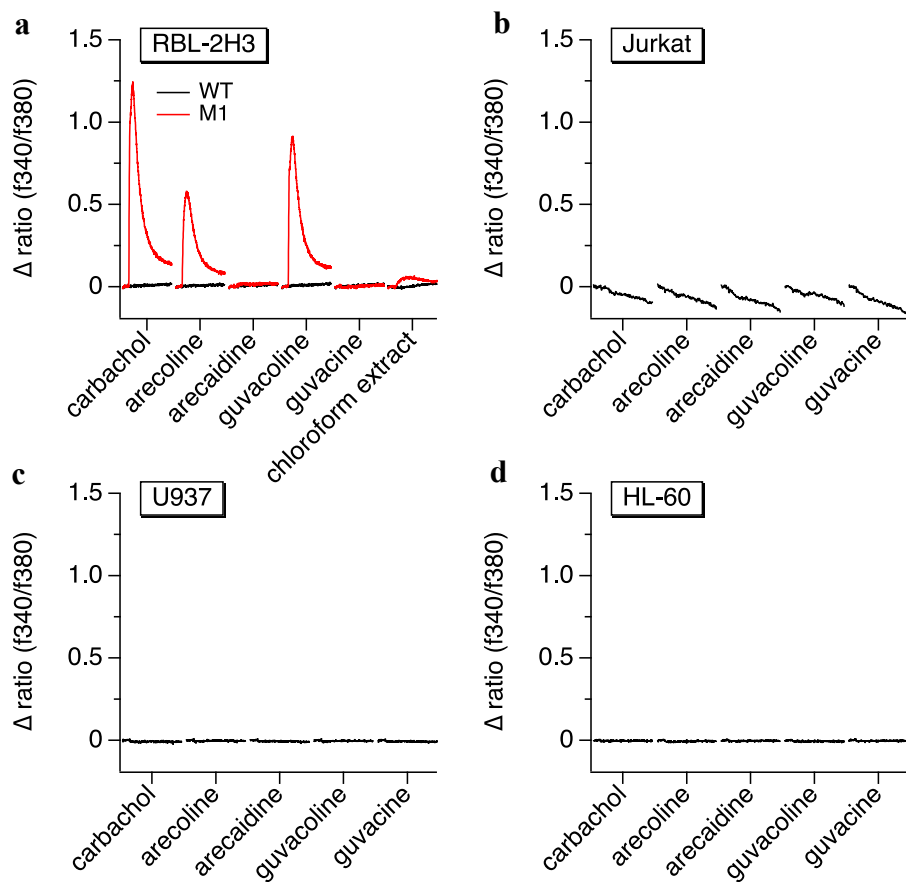 a
RBL-2H3
WT
M1
Δ ratio (f340/f380)
1.5
1.0
0.5
0
carbachol
arecoline
arecaidine
guvacoline
guvacine
chloroform extract
b
Jurkat
Δ ratio (f340/f380)
1.5
1.0
0.5
0
carbachol
arecoline
arecaidine
guvacoline
guvacine
c
U937
Δ ratio (f340/f380)
1.5
1.0
0.5
0
carbachol
arecoline
arecaidine
guvacoline
guvacine
d
HL-60
Δ ratio (f340/f380)
1.5
1.0
0.5
0
carbachol
arecoline
arecaidine
guvacoline
guvacine